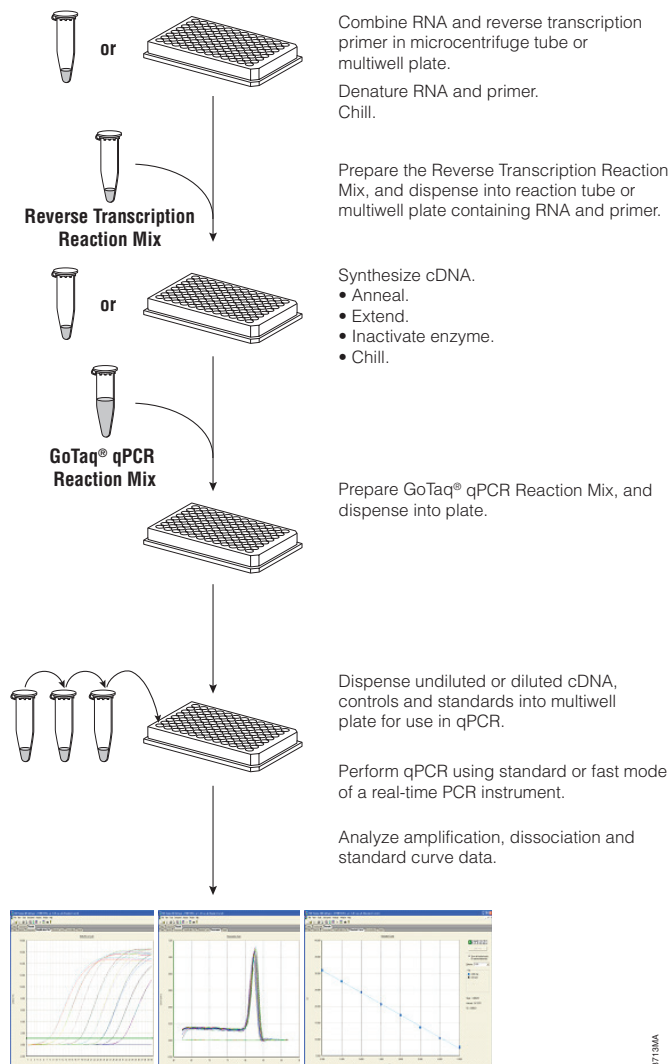 or
Combine RNA and reverse transcription
primer in microcentrifuge tube or
multiwell plate.
Denature RNA and primer.
Chill.
Reverse Transcription
Reaction Mix
Prepare the Reverse Transcription Reaction
Mix, and dispense into reaction tube or
multiwell plate containing RNA and primer.
or
Synthesize cDNA.
• Anneal.
• Extend.
• Inactivate enzyme.
• Chill.
GoTaq® qPCR
Reaction Mix
Prepare GoTaq® qPCR Reaction Mix, and
dispense into plate.
Dispense undiluted or diluted cDNA,
controls and standards into multiwell
plate for use in qPCR.
Perform qPCR using standard or fast mode
of a real-time PCR instrument.
Analyze amplification, dissociation and
standard curve data.